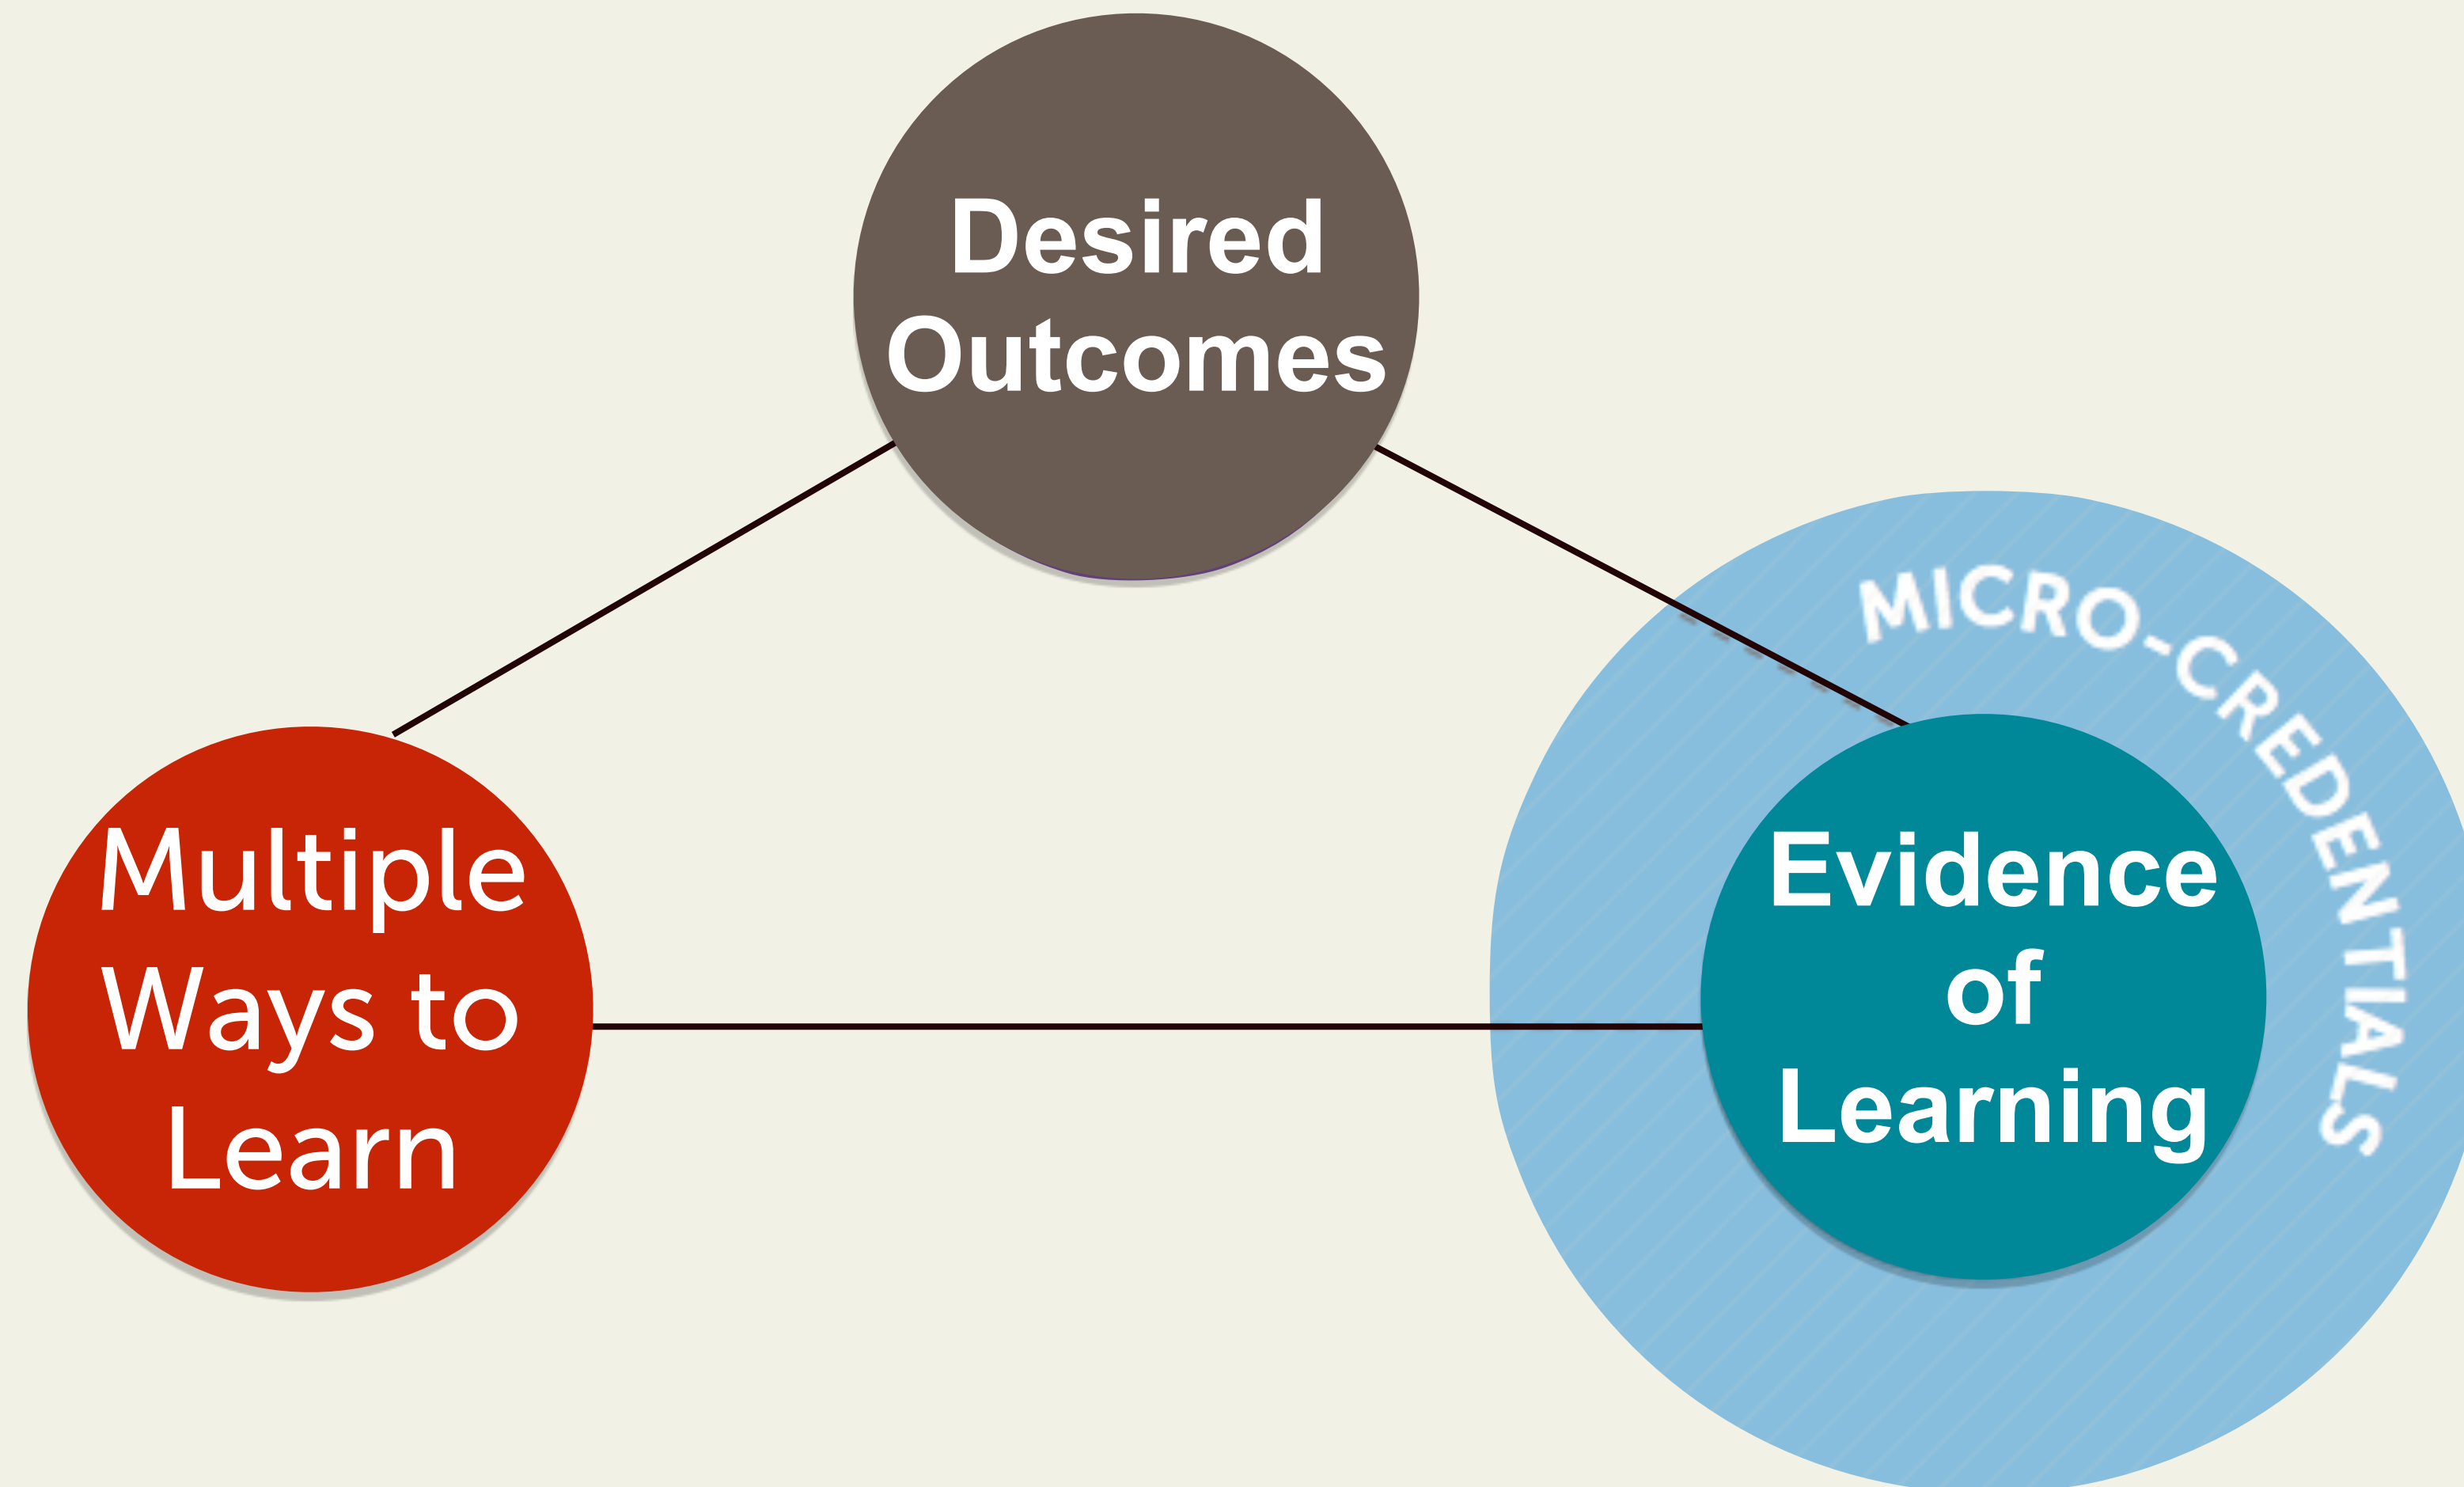 Desired
Outcomes
MICRO-CREDENTIALS
Multiple
Ways to
Learn
Evidence
of
Learning